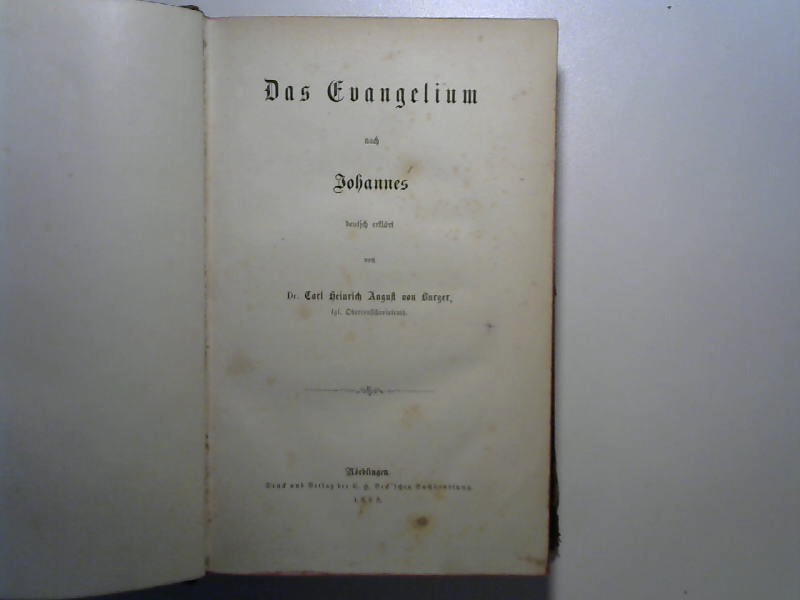 Das Evangelium
nach
Johannes
deutsch erklärt
von
Dr. Carl Heinrich August von Burger,
kgl. Oberconsistorialrath.
Nördlingen.
Druck und Verlag der C. H. Beck'schen Buchhandlung.